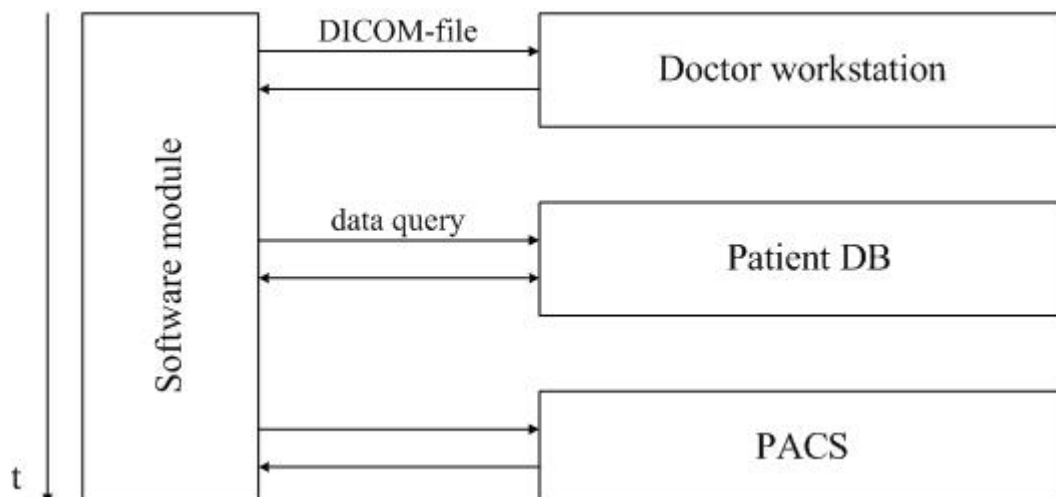 DICOM-file
Doctor workstation
Software module
data query
Patient DB
PACS
t